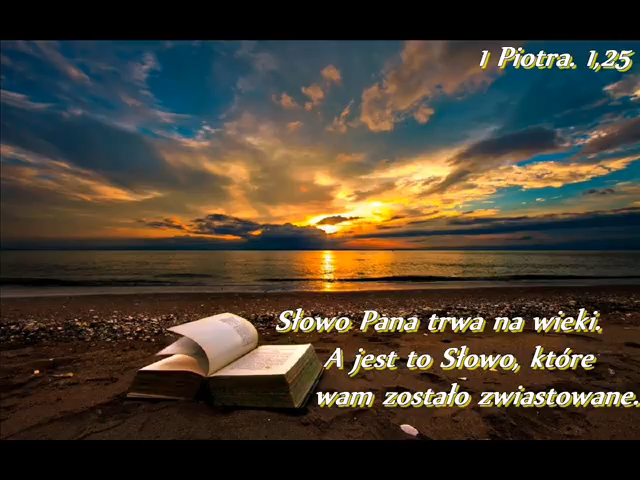 1 Piotra. 1,25
Słowo Pana trwa na wieki.
A jest to Słowo, które
wam zostało zwiastowane.